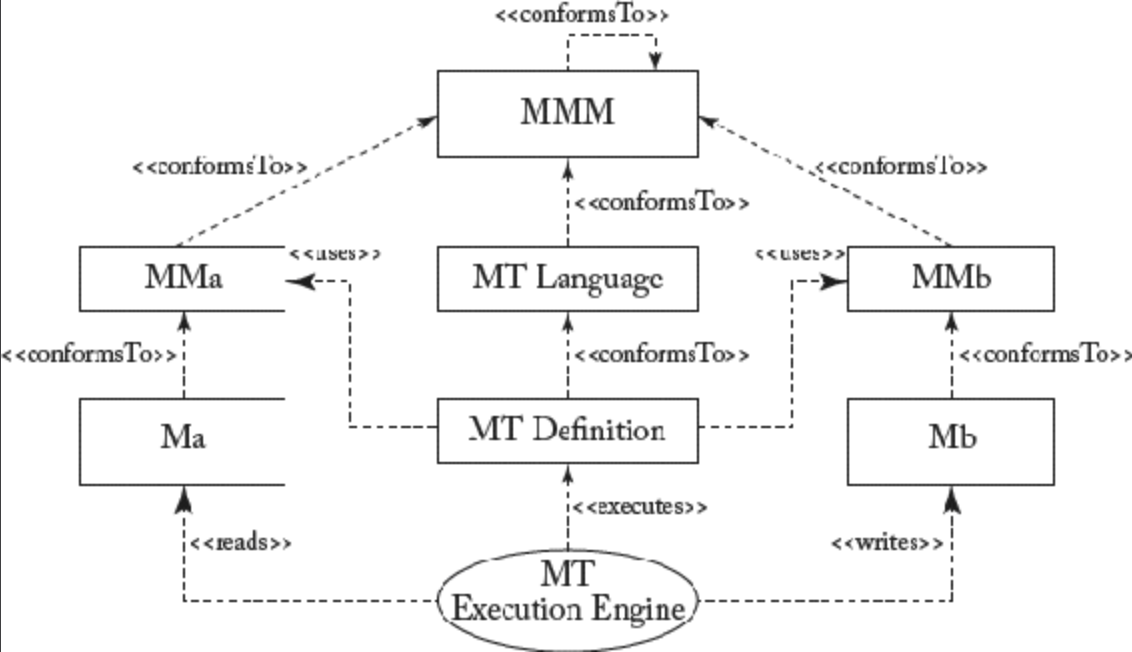 <<conformsTo>>
MMM
<<conformsTo>>
<<conformsTo>>
<<conformsTo>>
<<uses>>
<<uses>>
MMa
MT Language
MMb
<<conformsTo>>
<<conformsTo>>
<<conformsTo>>
Ma
MT Definition
Mb
<<executes>>
<<reads>>
<<writes>>
MT
Execution Engine